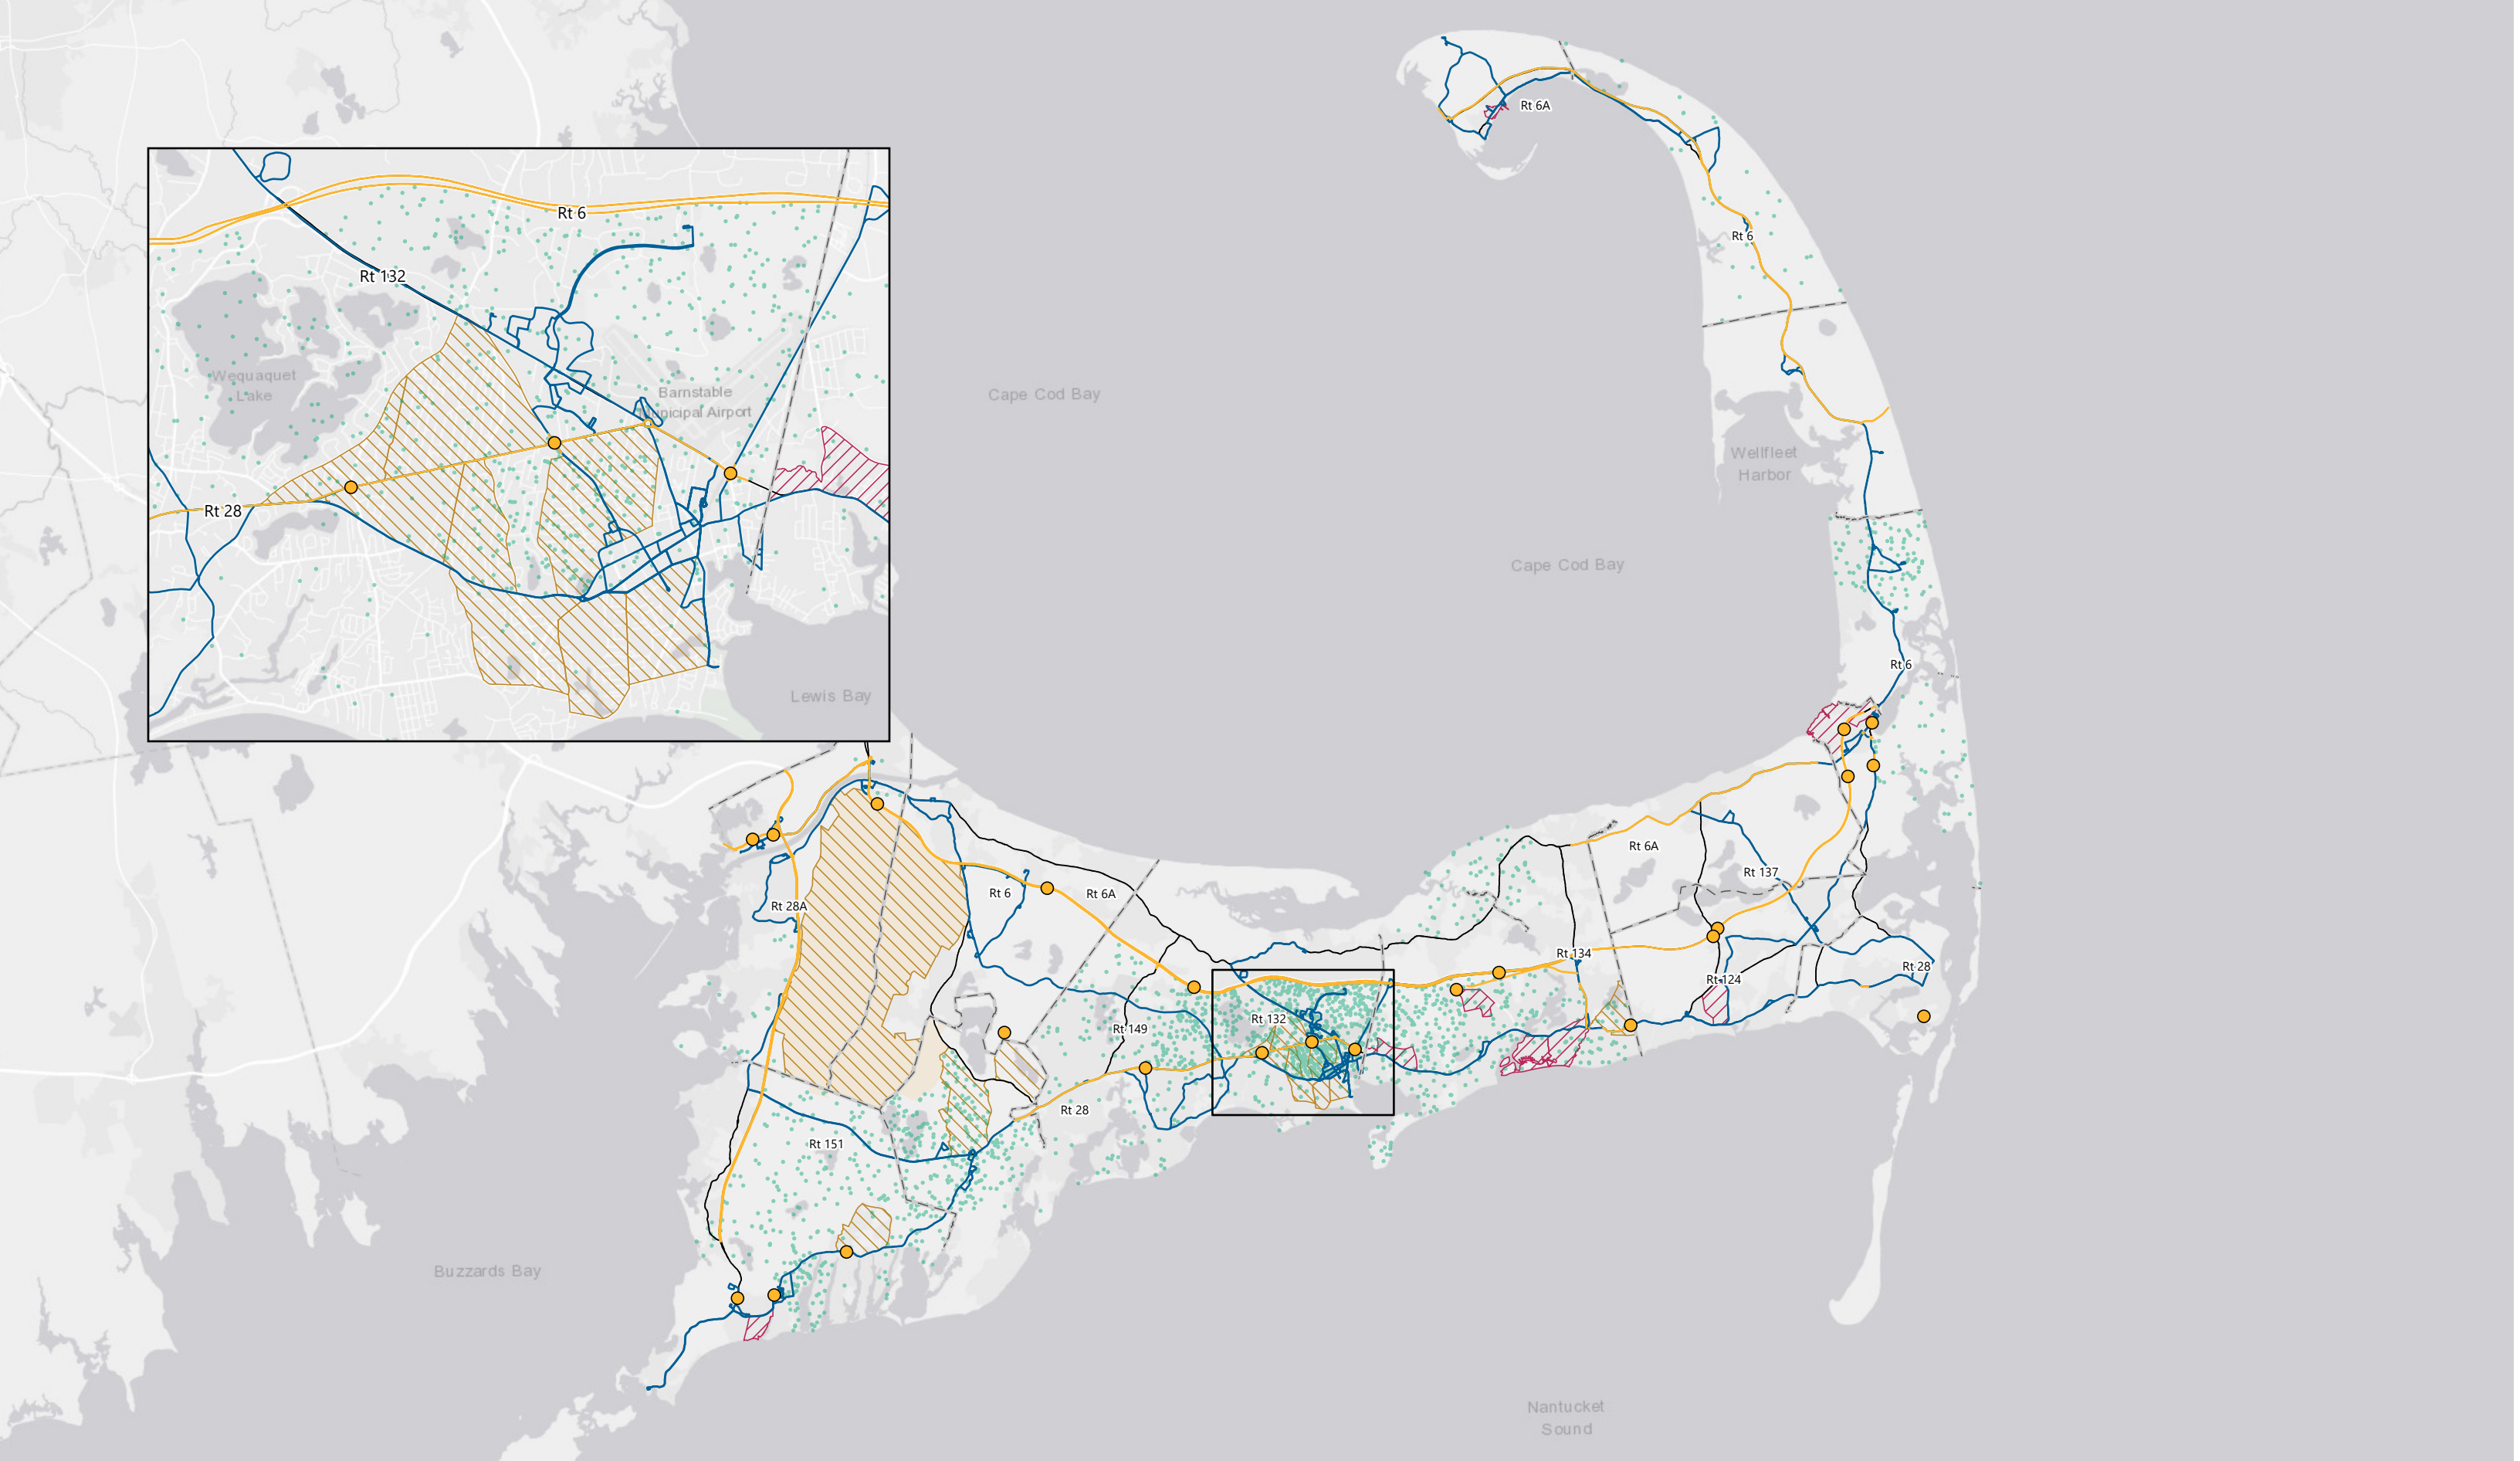 Rt 6A
Rt 6
Rt 6
Rt 132
Wequaquet
Lake
Barnstable
Municipal Airport
Rt 28
Lewis Bay
Cape Cod Bay
Wellfleet
Harbor
Cape Cod Bay
Rt 6
Rt 6A
Rt 137
Rt 6
Rt 6A
Rt 28A
Rt 134
Rt 28
Rt 124
Rt 132
Rt 149
Rt 28
Rt 151
Buzzards Bay
Nantucket
Sound